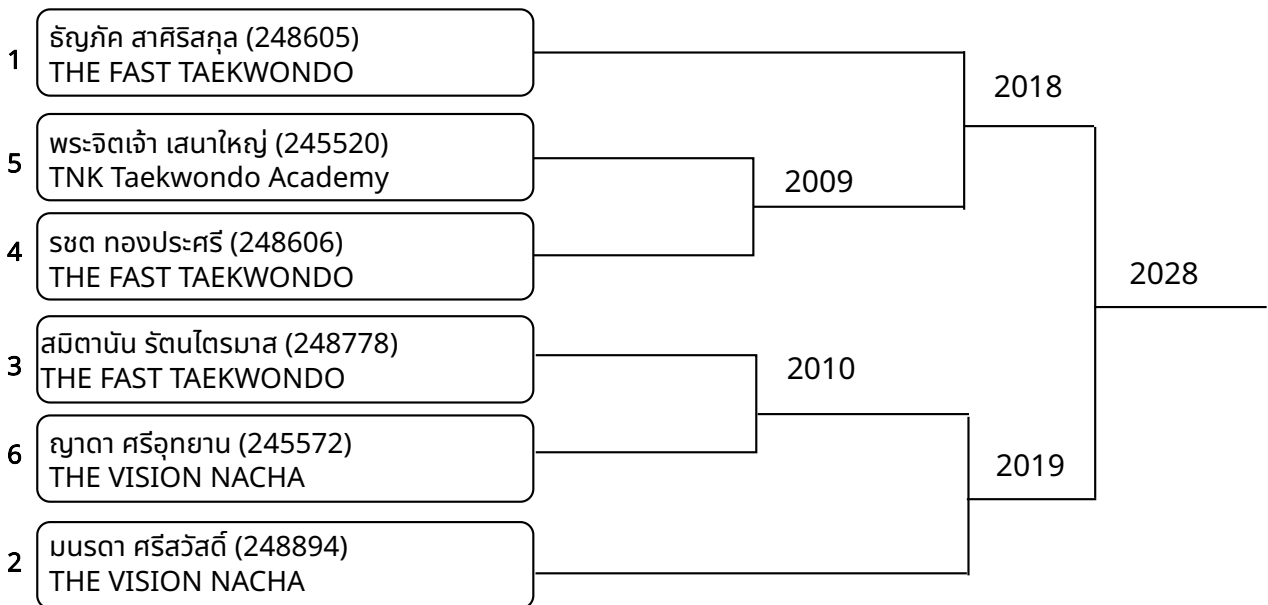 1
ธัญภัค สาศิริสกุล (248605)
THE FAST TAEKWONDO
2018
5
พระจิตเจ้า เสนาใหญ่ (245520)
TNK Taekwondo Academy
2009
4
รชต ทองประศรี (248606)
THE FAST TAEKWONDO
2028
3
สมิตานัน รัตนไตรมาส (248778)
THE FAST TAEKWONDO
2010
6
ญาดา ศรีอุทยาน (245572)
THE VISION NACHA
2019
2
มนรดา ศรีสวัสดิ์ (248894)
THE VISION NACHA